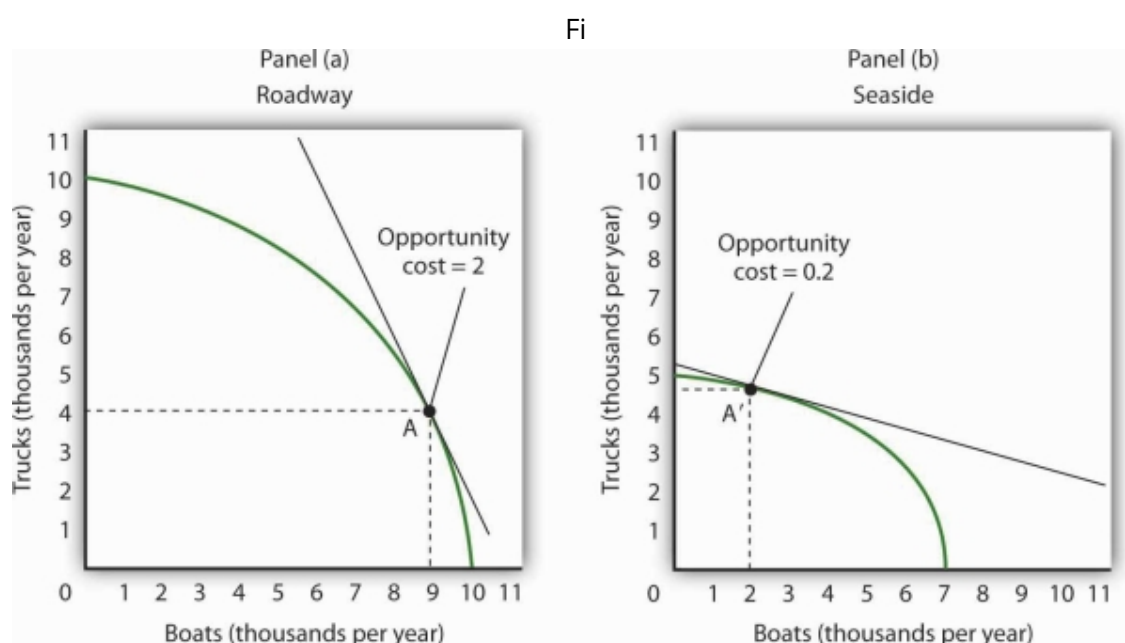 Fi
Panel (a)
Roadway
11
10
9
8
7
6
5
4
3
2
1
0 1 2 3 4 5 6 7 8 9 10 11
Trucks (thousands per year)
Boats (thousands per year)
Opportunity
cost = 2
A
Panel (b)
Seaside
11
10
9
8
7
6
5
4
3
2
1
0 1 2 3 4 5 6 7 8 9 10 11
Trucks (thousands per year)
Boats (thousands per year)
Opportunity
cost = 0.2
A′